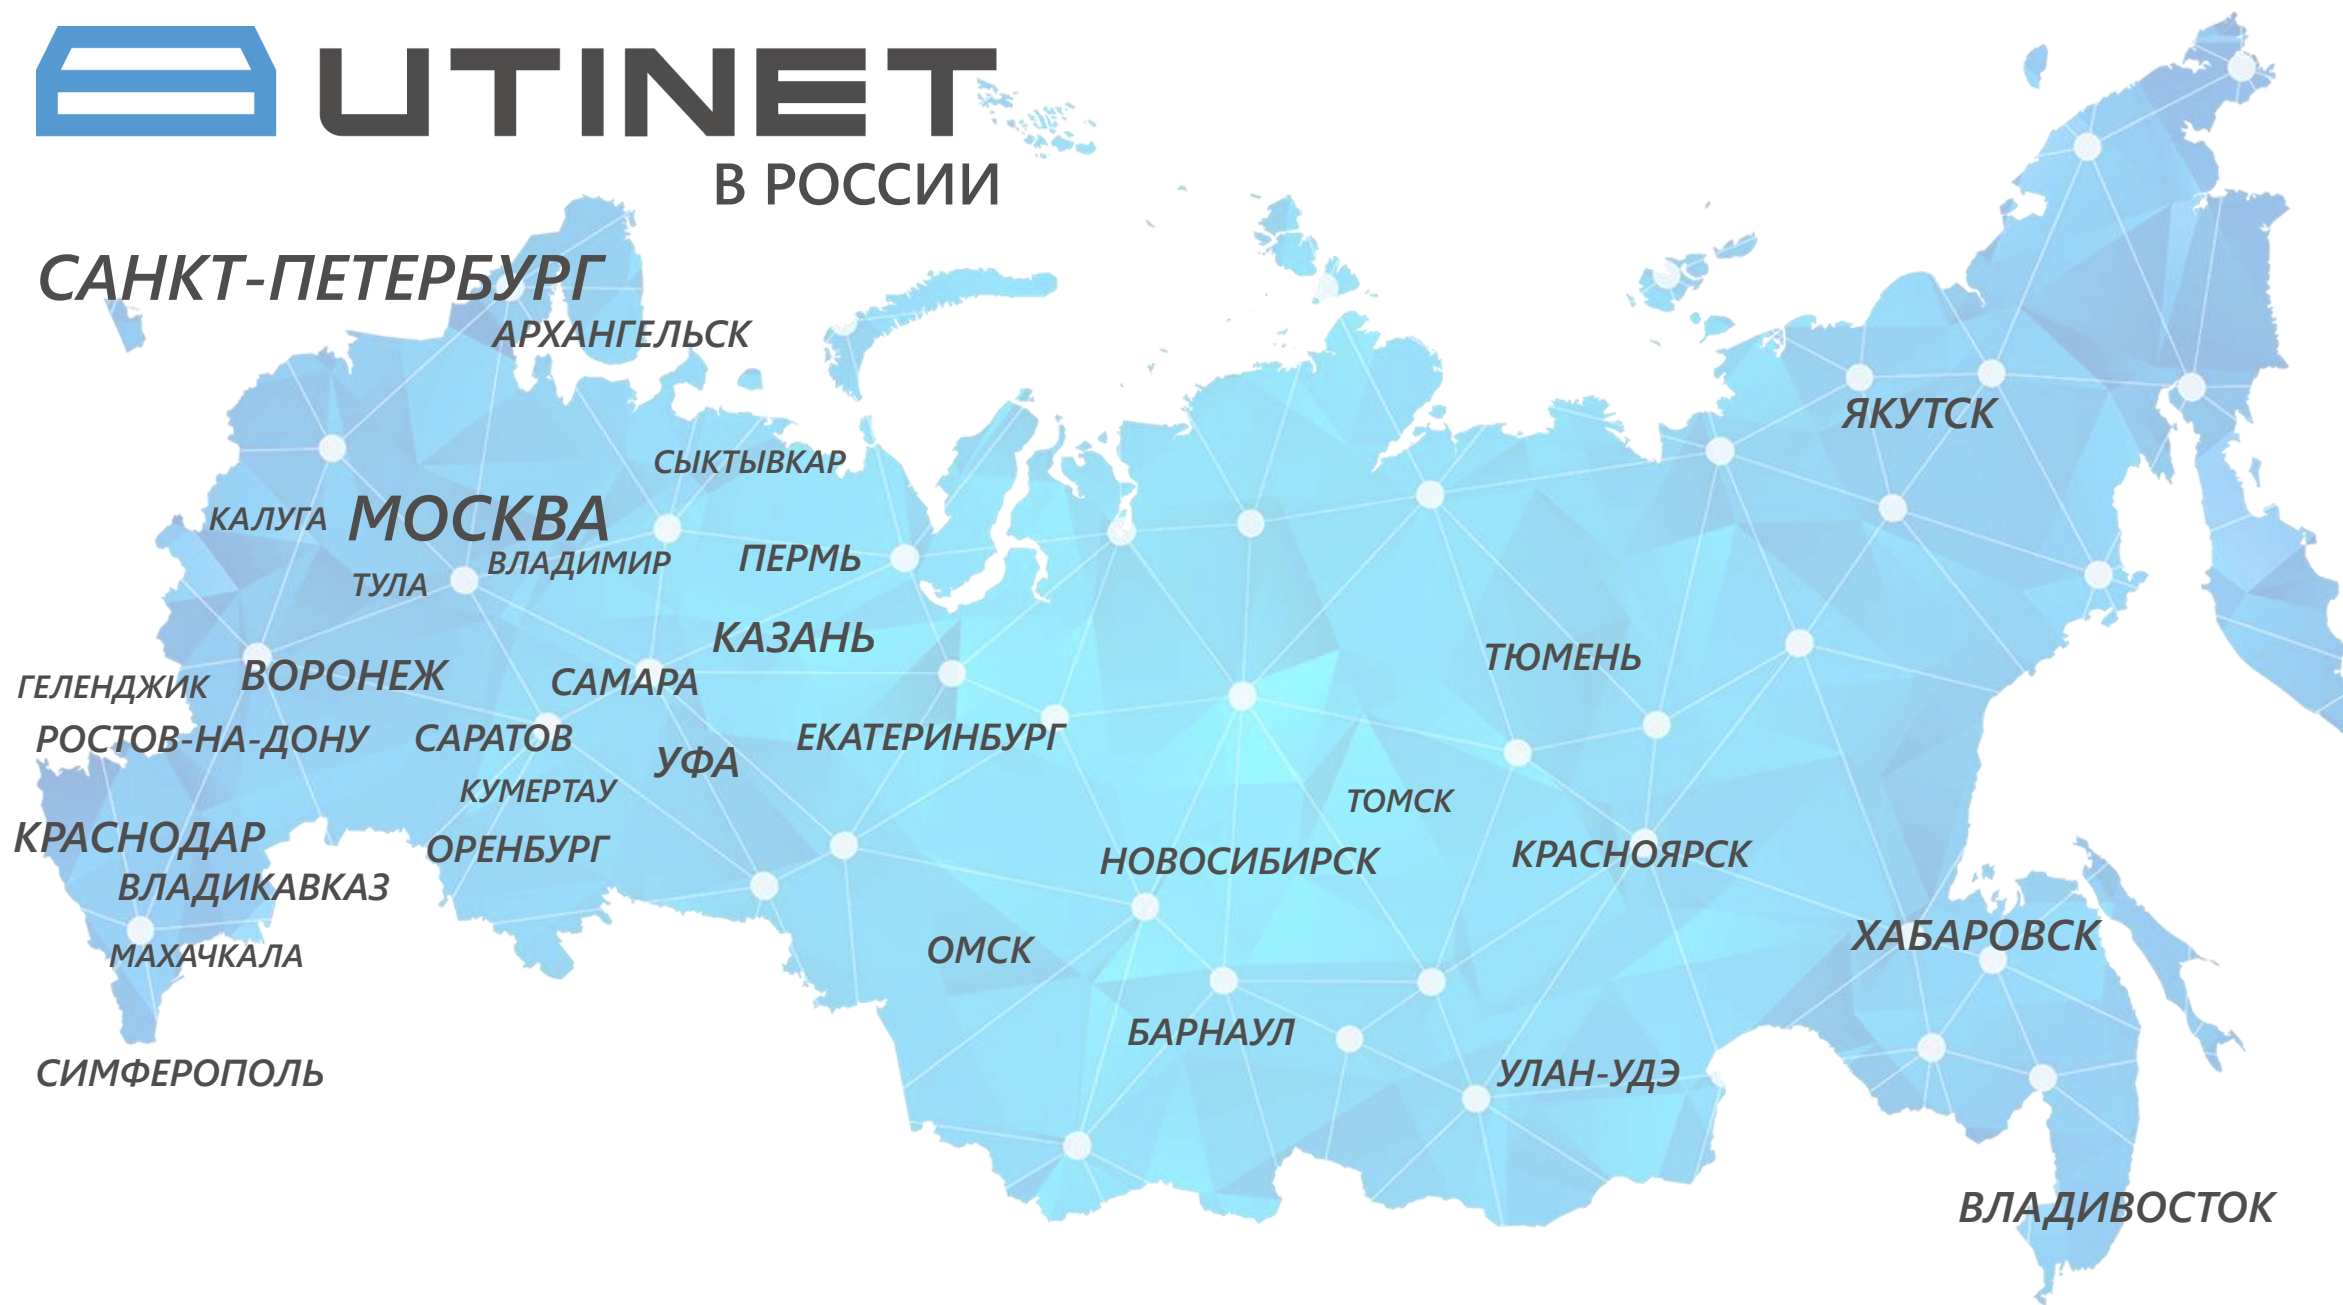 UTINET
В РОССИИ
САНКТ-ПЕТЕРБУРГ
АРХАНГЕЛЬСК
ЯКУТСК
СЫКТЫВКАР
КАЛУГА
МОСКВА
ВЛАДИМИР
ПЕРМЬ
ТУЛА
КАЗАНЬ
ТЮМЕНЬ
ГЕЛЕНДЖИК
ВОРОНЕЖ
САМАРА
РОСТОВ-НА-ДОНУ
САРАТОВ
УФА
ЕКАТЕРИНБУРГ
КУМЕРТАУ
ТОМСК
КРАСНОДАР
ОРЕНБУРГ
НОВОСИБИРСК
КРАСНОЯРСК
ВЛАДИКАВКАЗ
ХАБАРОВСК
МАХАЧКАЛА
ОМСК
БАРНАУЛ
СИМФЕРОПОЛЬ
УЛАН-УДЭ
ВЛАДИВОСТОК